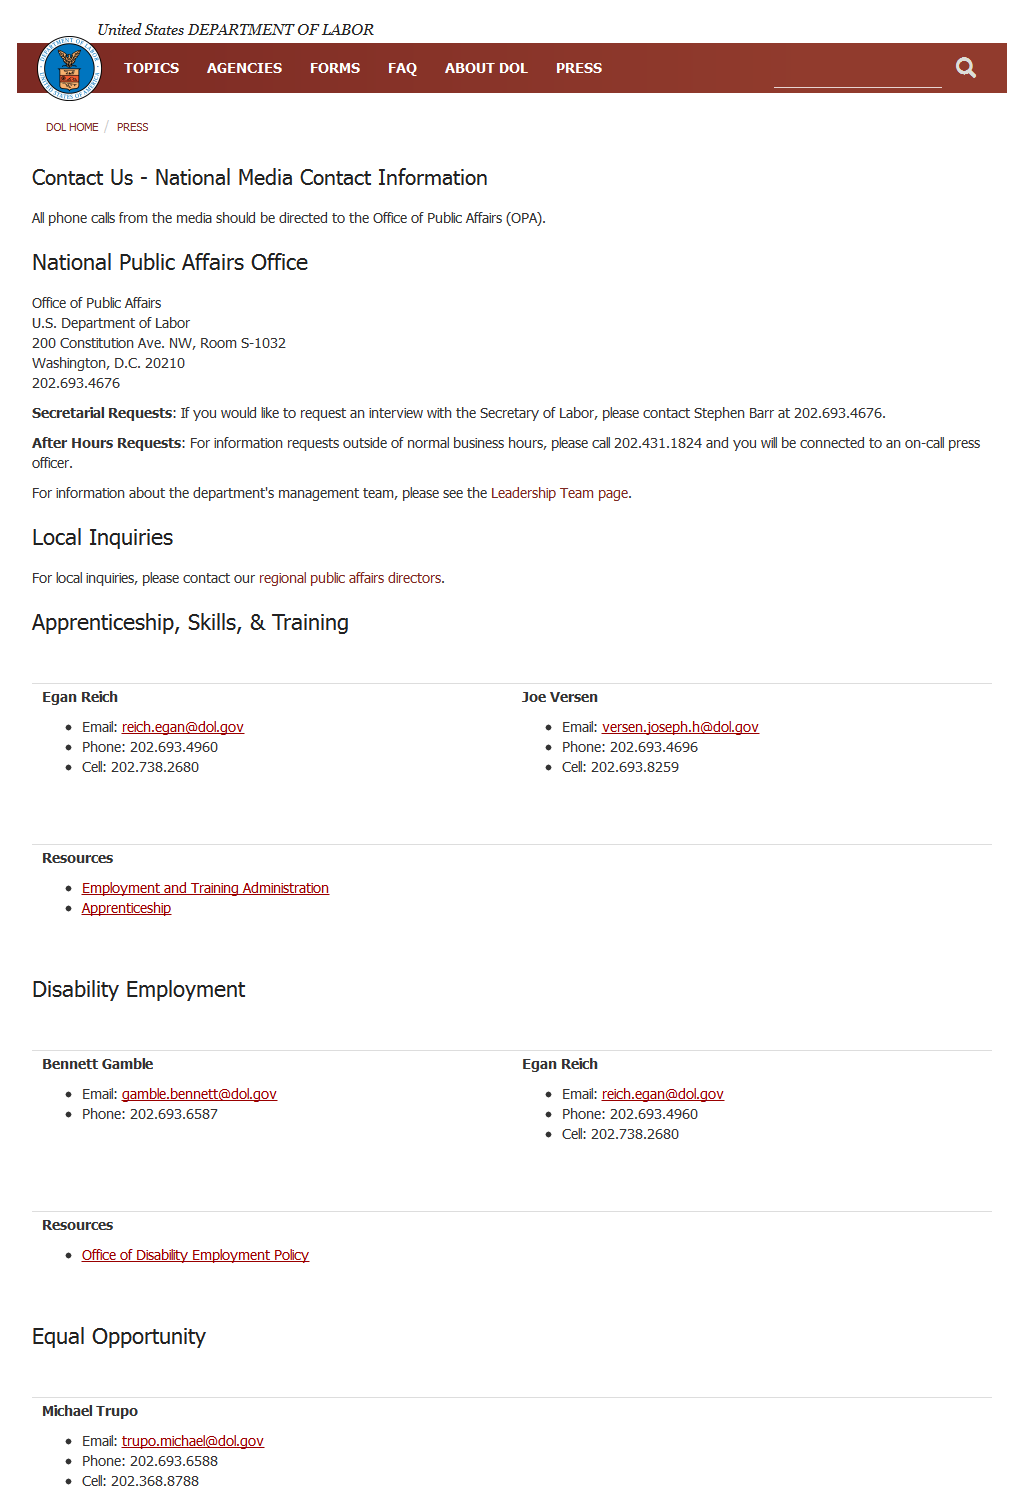 United States DEPARTMENT OF LABOR
TOPICS AGENCIES FORMS FAQ ABOUT DOL PRESS
DOL HOME / PRESS
Contact Us - National Media Contact Information
All phone calls from the media should be directed to the Office of Public Affairs (OPA).
National Public Affairs Office
Office of Public Affairs
U.S. Department of Labor
200 Constitution Ave. NW, Room S-1032
Washington, D.C. 20210
202.693.4676
Secretarial Requests: If you would like to request an interview with the Secretary of Labor, please contact Stephen Barr at 202.693.4676.
After Hours Requests: For information requests outside of normal business hours, please call 202.431.1824 and you will be connected to an on-call press
officer.
For information about the department's management team, please see the Leadership Team page.
Local Inquiries
For local inquiries, please contact our regional public affairs directors.
Apprenticeship, Skills, & Training
Egan Reich
• Email: reich.egan@dol.gov
• Phone: 202.693.4960
• Cell: 202.738.2680
Joe Versen
• Email: versen.joseph.h@dol.gov
• Phone: 202.693.4696
• Cell: 202.693.8259
Resources
• Employment and Training Administration
• Apprenticeship
Disability Employment
Bennett Gamble
• Email: gamble.bennett@dol.gov
• Phone: 202.693.6587
Egan Reich
• Email: reich.egan@dol.gov
• Phone: 202.693.4960
• Cell: 202.738.2680
Resources
• Office of Disability Employment Policy
Equal Opportunity
Michael Trupo
• Email: trupo.michael@dol.gov
• Phone: 202.693.6588
• Cell: 202.368.8788